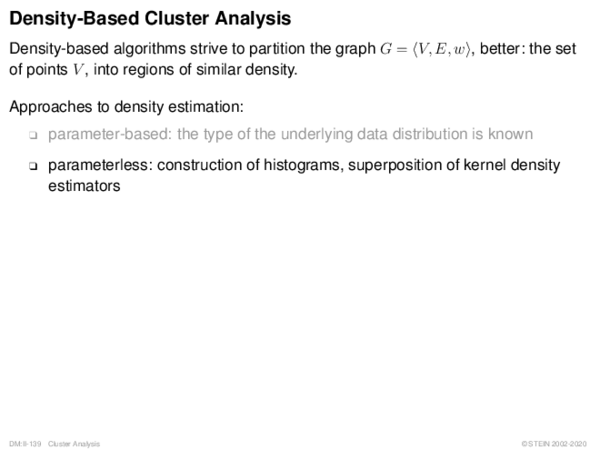 Density-Based Cluster Analysis
Density-based algorithms strive to partition the graph G = ⟨V, E, w⟩, better: the set
of points V, into regions of similar density.
Approaches to density estimation:
❑ parameter-based: the type of the underlying data distribution is known
❑ parameterless: construction of histograms, superposition of kernel density
estimators
DM:II-139 Cluster Analysis
© STEIN 2002-2020